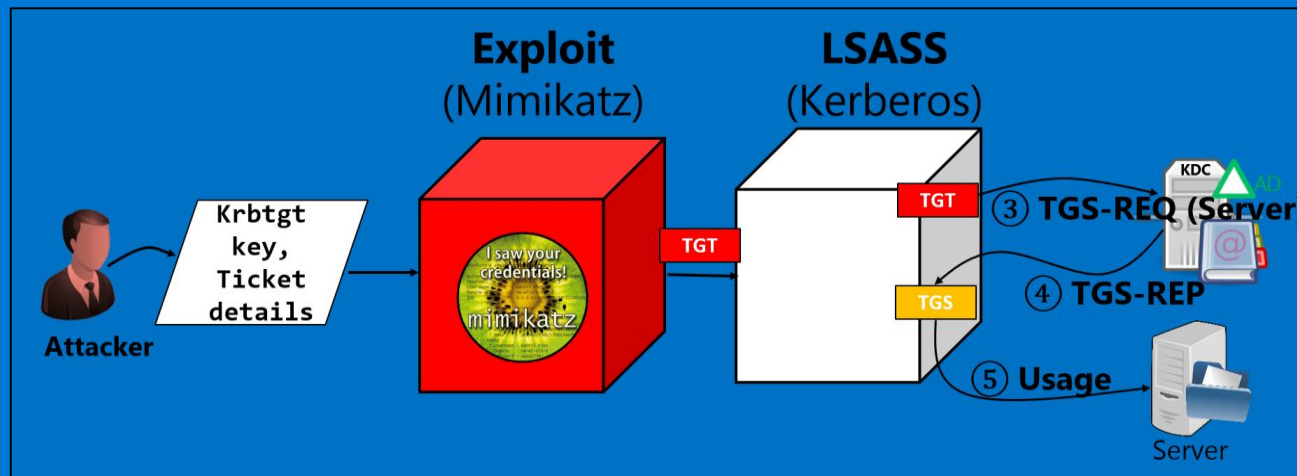 Exploit
(Mimikatz)
LSASS
(Kerberos)
Krbtgt
key,
Ticket
details
Attacker
I saw your
credentials!
mimikatz
TGT
TGT
TGS
KDC
AD
@
③ TGS-REQ (Server
④ TGS-REP
⑤ Usage
Server